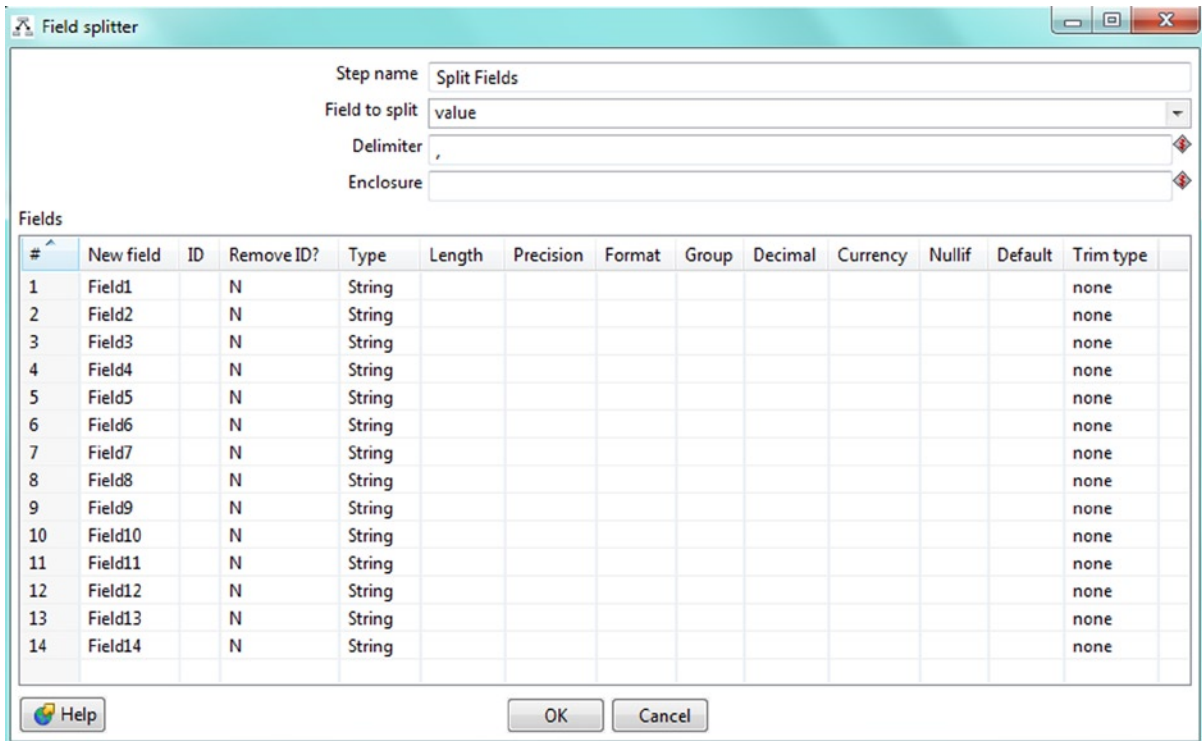 Field splitter
Step name Split Fields
Field to split value
Delimiter ,
Enclosure
Fields
# New field ID Remove ID? Type Length Precision Format Group Decimal Currency Nullif Default Trim type
1 Field1 N String none
2 Field2 N String none
3 Field3 N String none
4 Field4 N String none
5 Field5 N String none
6 Field6 N String none
7 Field7 N String none
8 Field8 N String none
9 Field9 N String none
10 Field10 N String none
11 Field11 N String none
12 Field12 N String none
13 Field13 N String none
14 Field14 N String none
Help OK Cancel